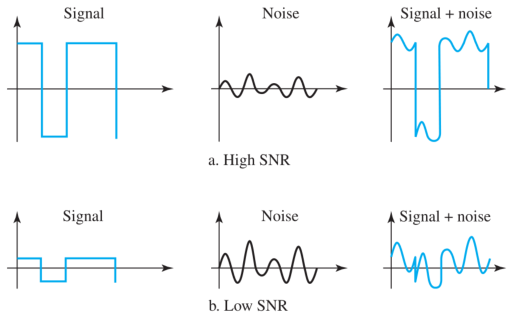 Signal
Noise
Signal + noise
a. High SNR
Signal
Noise
Signal + noise
b. Low SNR